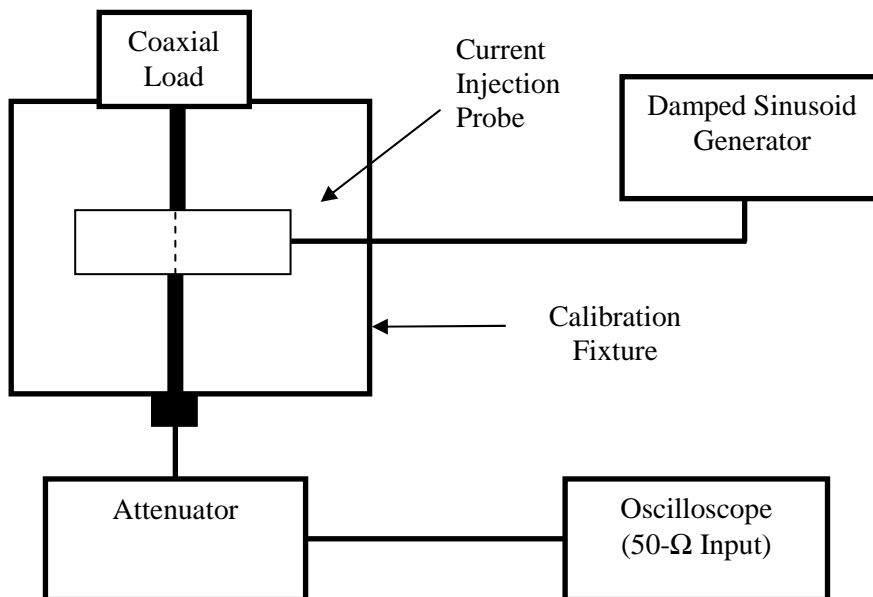 Coaxial
Load
Current
Injection
Probe
Damped Sinusoid
Generator
Calibration
Fixture
Attenuator
Oscilloscope
(50-Ω Input)